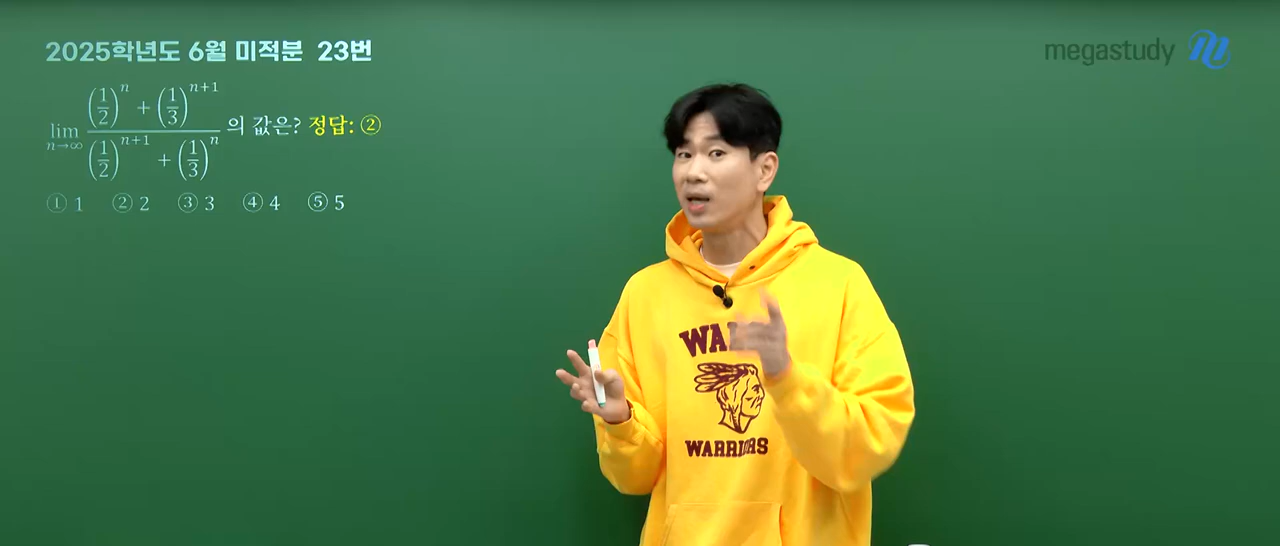 2025학년도 6월 미적분 23번
megastudy
lim n→∞ ((1/2)^n + (1/3)^(n+1)) / ((1/2)^(n+1) + (1/3)^n) 의 값은? 정답: ②
① 1 ② 2 ③ 3 ④ 4 ⑤ 5
WARRIORS